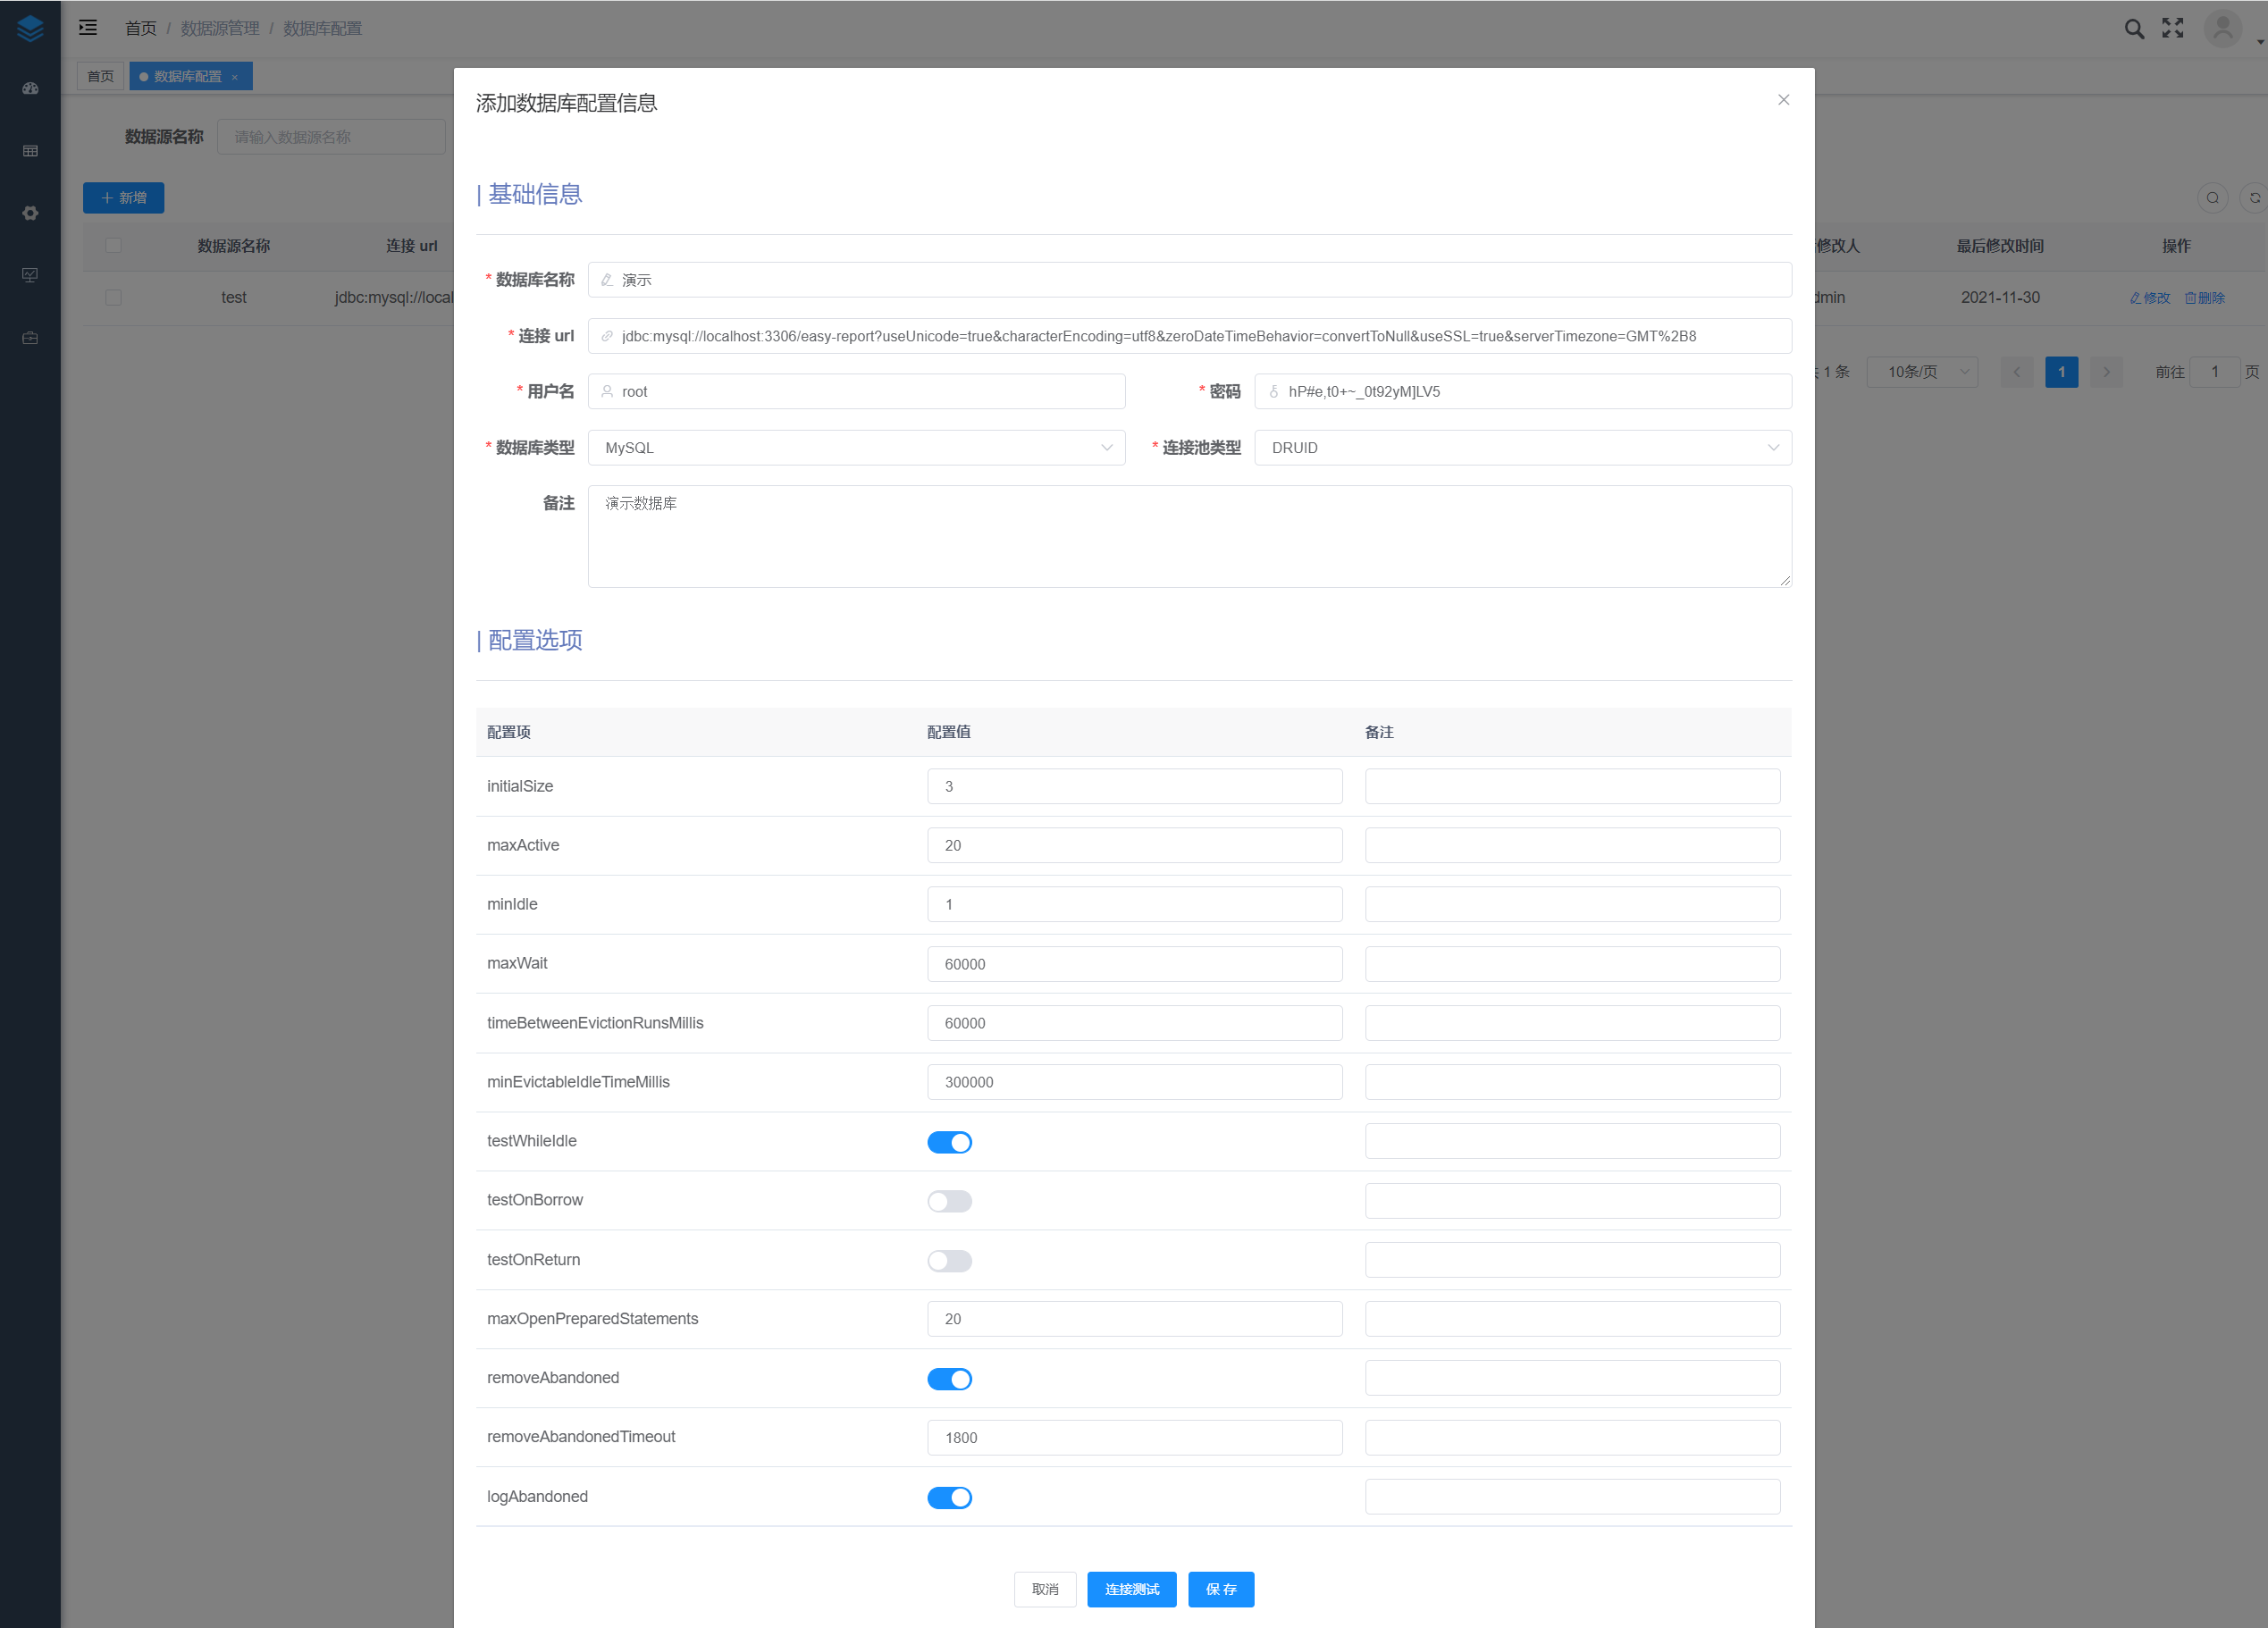 首页 / 数据源管理 / 数据库配置
首页
数据库配置 ×
数据源名称 请输入数据源名称
+ 新增
数据源名称 连接 url
test jdbc:mysql://local
修改人 最后修改时间 操作
dmin 2021-11-30 修改 删除
1 条 10条/页 1 前往 1 页
添加数据库配置信息
| 基础信息
* 数据库名称 演示
* 连接 url jdbc:mysql://localhost:3306/easy-report?useUnicode=true&characterEncoding=utf8&zeroDateTimeBehavior=convertToNull&useSSL=true&serverTimezone=GMT%2B8
* 用户名 root * 密码 hP#e,t0+~_0t92yM]LV5
* 数据库类型 MySQL * 连接池类型 DRUID
备注 演示数据库
| 配置选项
配置项 配置值 备注
initialSize 3
maxActive 20
minIdle 1
maxWait 60000
timeBetweenEvictionRunsMillis 60000
minEvictableIdleTimeMillis 300000
testWhileIdle
testOnBorrow
testOnReturn
maxOpenPreparedStatements 20
removeAbandoned
removeAbandonedTimeout 1800
logAbandoned
取消 连接测试 保 存